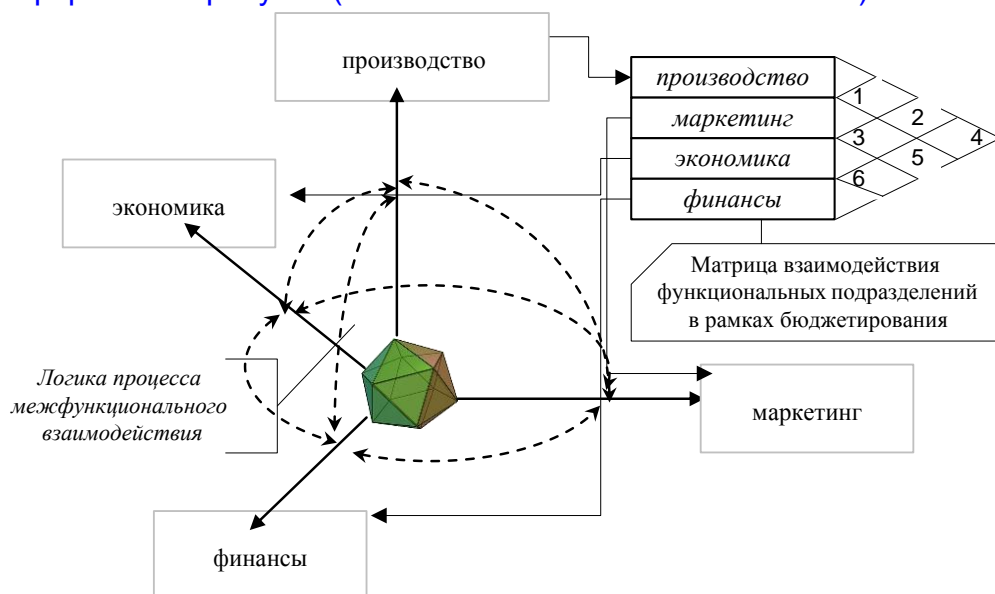 производство
производство
1
маркетинг
2
3
4
экономика
5
6
финансы
экономика
Матрица взаимодействия
функциональных подразделений
в рамках бюджетирования
Логика процесса
межфункционального
взаимодействия
маркетинг
финансы